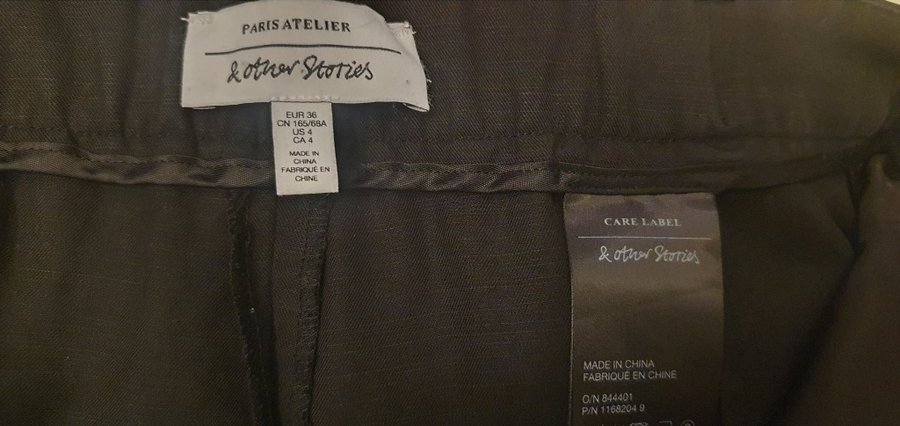 PARIS ATELIER
& other Stories
EUR 36
CN 165/68A
US 4
CA 4
MADE IN
CHINA
FABRIQUÉ EN
CHINE
CARE LABEL
& other Stories
MADE IN CHINA
FABRIQUÉ EN CHINE
O/N 844401
P/N 1168204 9